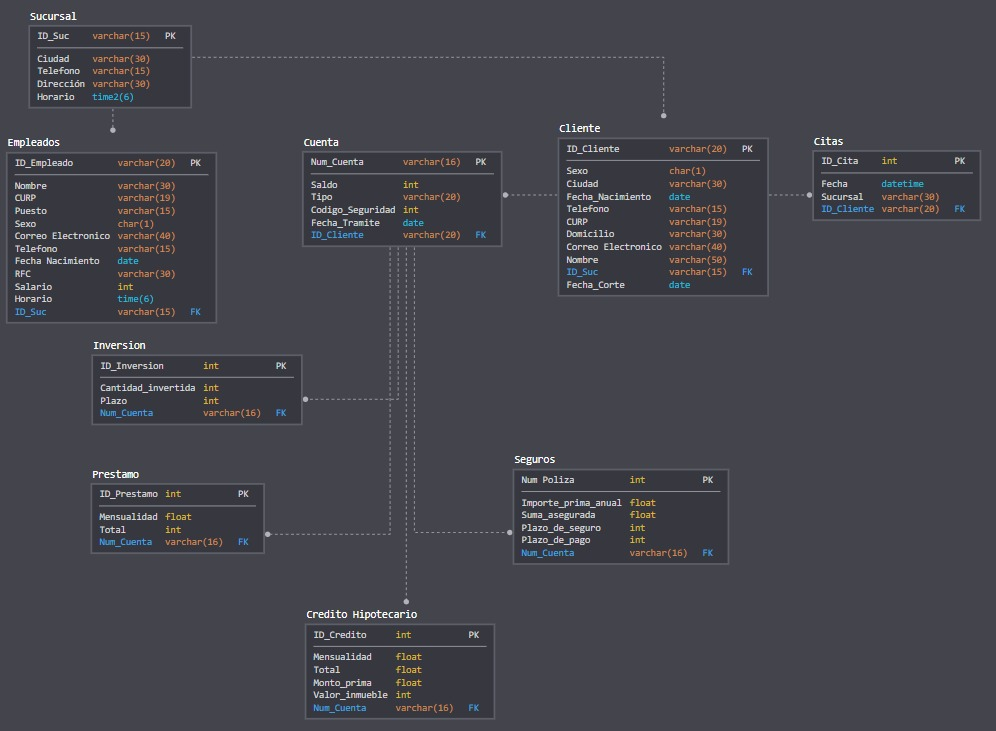 Sucursal
ID_Suc varchar(15) PK
Ciudad varchar(30)
Telefono varchar(15)
Dirección varchar(30)
Horario time2(6)
Empleados
ID_Empleado varchar(20) PK
Nombre varchar(30)
CURP varchar(19)
Puesto varchar(15)
Sexo char(1)
Correo Electronico varchar(40)
Telefono varchar(15)
Fecha Nacimiento date
RFC varchar(30)
Salario int
Horario time(6)
ID_Suc varchar(15) FK
Cuenta
Num_Cuenta varchar(16) PK
Saldo int
Tipo varchar(20)
Codigo_Seguridad int
Fecha_Tramite date
ID_Cliente varchar(20) FK
Cliente
ID_Cliente varchar(20) PK
Sexo char(1)
Ciudad varchar(30)
Fecha_Nacimiento date
Telefono varchar(15)
CURP varchar(19)
Domicilio varchar(30)
Correo Electronico varchar(40)
Nombre varchar(50)
ID_Suc varchar(15) FK
Fecha_Corte date
Citas
ID_Cita int PK
Fecha datetime
Sucursal varchar(30)
ID_Cliente varchar(20) FK
Inversion
ID_Inversion int PK
Cantidad_invertida int
Plazo int
Num_Cuenta varchar(16) FK
Prestamo
ID_Prestamo int PK
Mensualidad float
Total int
Num_Cuenta varchar(16) FK
Seguros
Num Poliza int PK
Importe_prima_anual float
Suma_asegurada float
Plazo_de_seguro int
Plazo_de_pago int
Num_Cuenta varchar(16) FK
Credito Hipotecario
ID_Credito int PK
Mensualidad float
Total float
Monto_prima float
Valor_inmueble int
Num_Cuenta varchar(16) FK